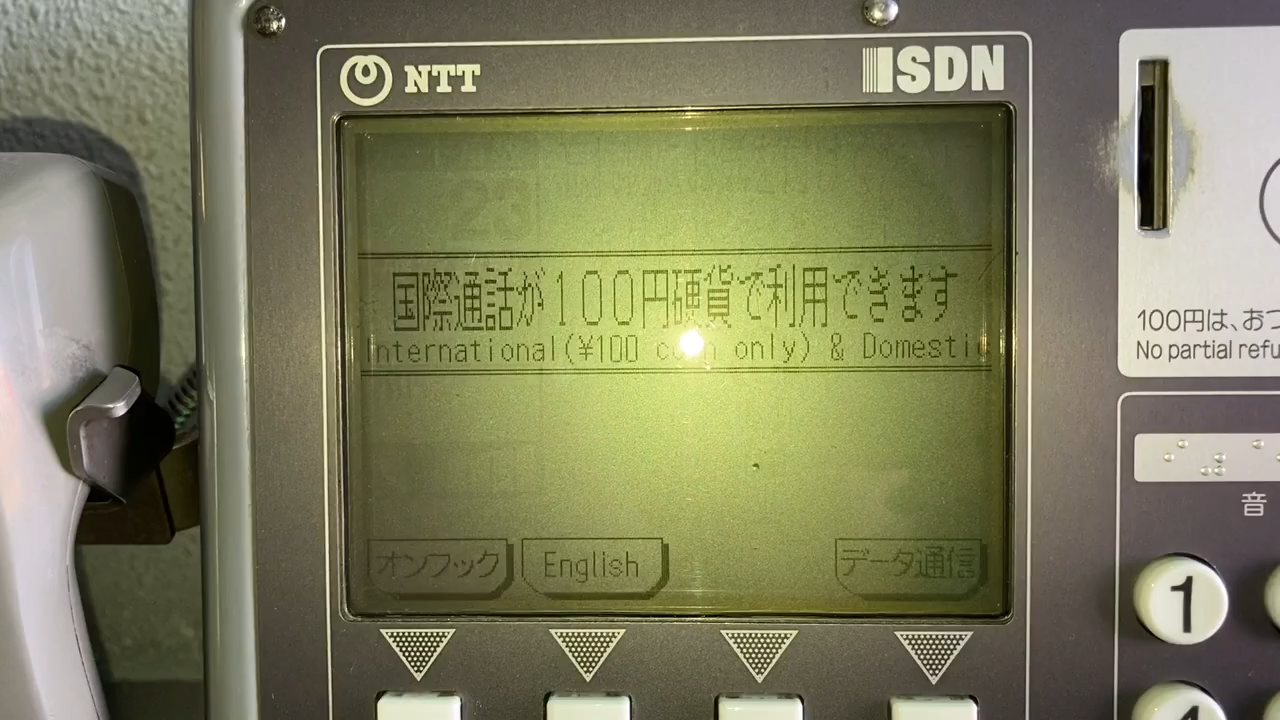 NTT
ISDN
国際通話が100円硬貨で利用できます
International(¥100 coin only) & Domestic
オンフック
English
データ通信
100円は、おつ
No partial refu
音
1